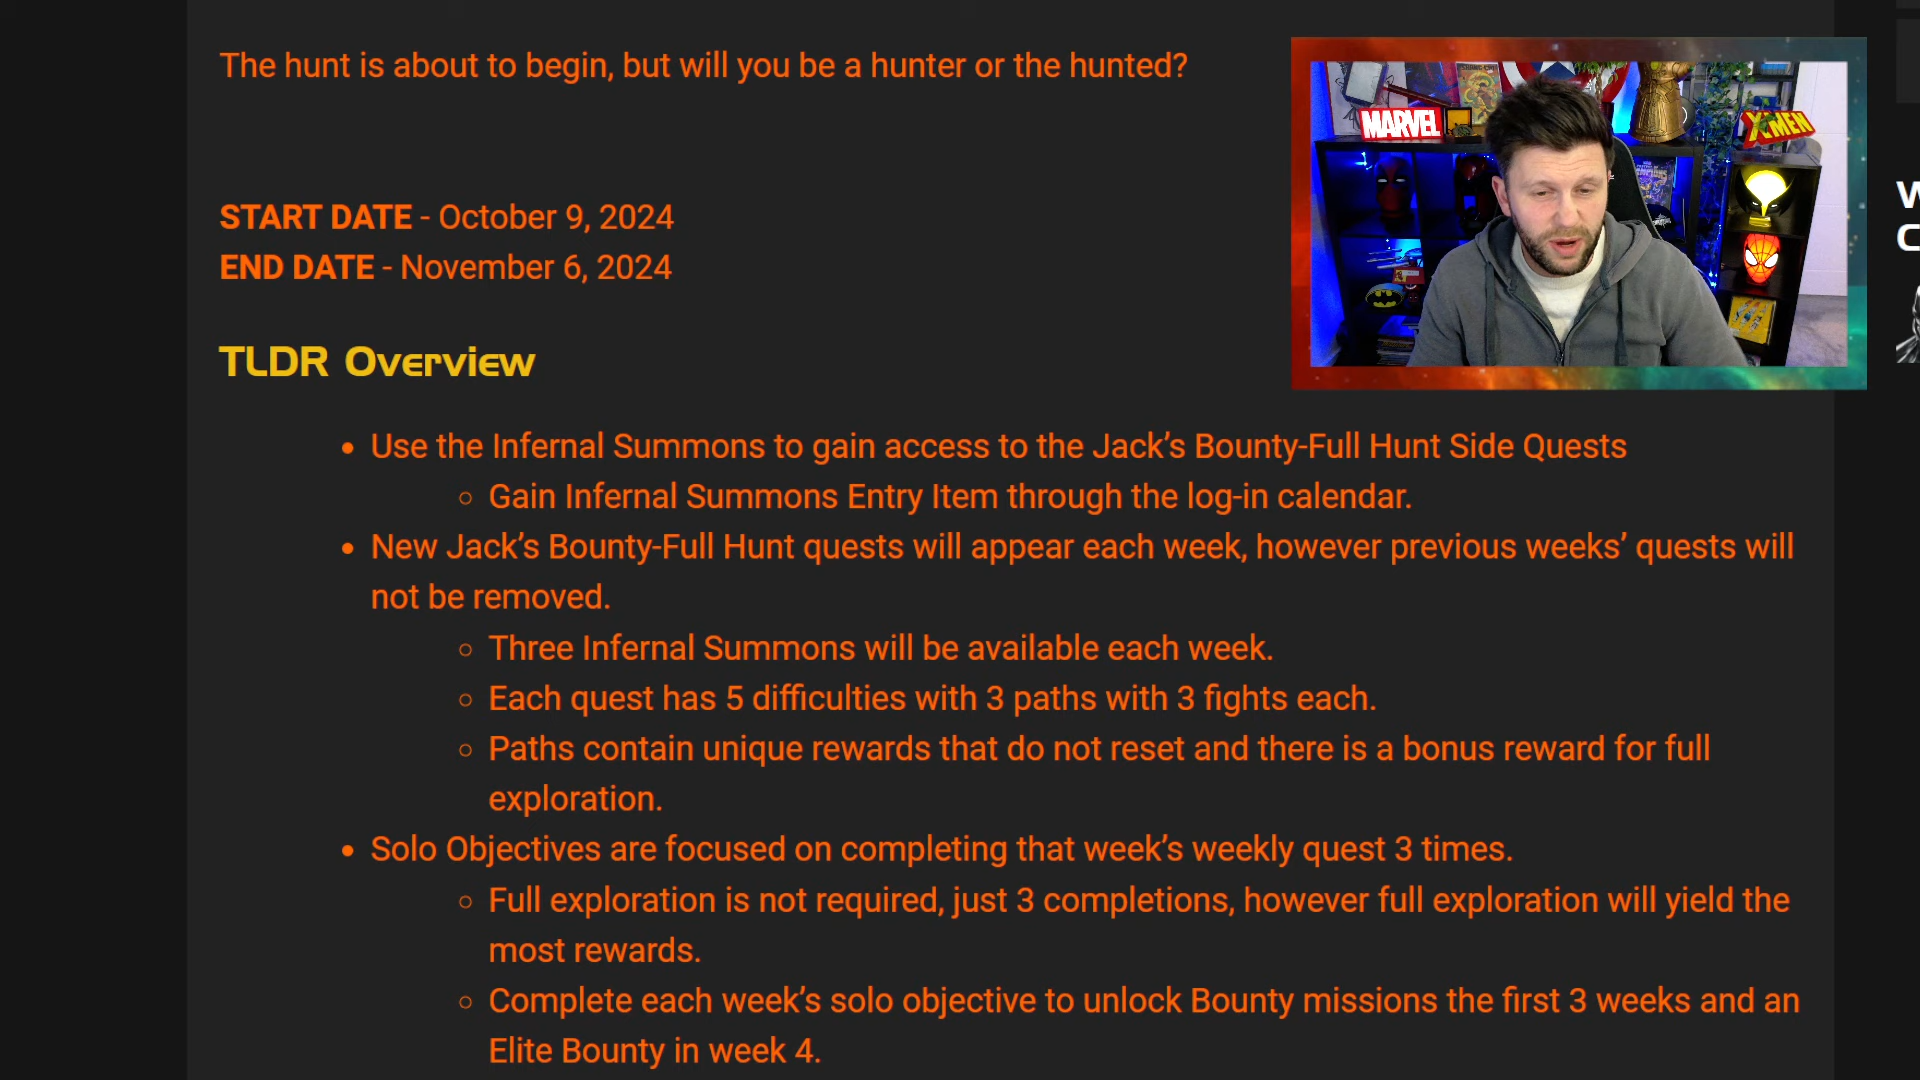 The hunt is about to begin, but will you be a hunter or the hunted?
MARVEL
X-MEN
START DATE - October 9, 2024
END DATE - November 6, 2024
TLDR Overview
Use the Infernal Summons to gain access to the Jack's Bounty-Full Hunt Side Quests
Gain Infernal Summons Entry Item through the log-in calendar.
New Jack's Bounty-Full Hunt quests will appear each week, however previous weeks' quests will
not be removed.
Three Infernal Summons will be available each week.
Each quest has 5 difficulties with 3 paths with 3 fights each.
Paths contain unique rewards that do not reset and there is a bonus reward for full
exploration.
Solo Objectives are focused on completing that week's weekly quest 3 times.
Full exploration is not required, just 3 completions, however full exploration will yield the
most rewards.
Complete each week's solo objective to unlock Bounty missions the first 3 weeks and an
Elite Bounty in week 4.